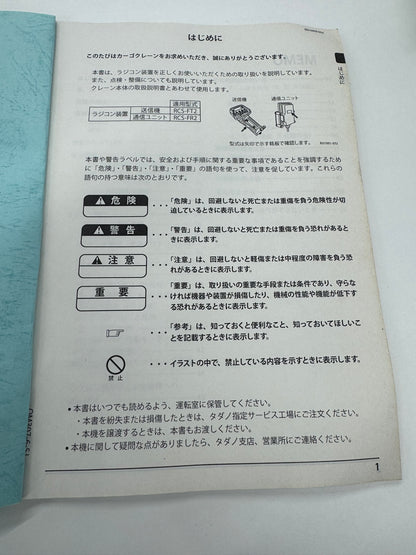 はじめに
このたびはカーゴクレーンをお求めいただき、誠にありがとうございます。
本書は、ラジコン装置を正しくお使いいただくための取り扱いを説明しています。
また、点検・整備についても説明しています。
クレーン本体の取扱説明書とあわせて使用します。
はじめに
適用型式
ラジコン装置 送信機 RCS-FT2
通信ユニット RCS-FR2
送信機 通信ユニット
型式は矢印で示す銘板で確認します。
本書や警告ラベルでは、安全および手順に関する重要な事項であることを強調するために「危険」・「警告」・「注意」・「重要」の語句を使って、注意を促しています。これらの
語句の持つ意味は次のとおりです。
危険 ・・・「危険」は、回避しないと死亡または重傷を負う危険性が切
迫しているときに表示します。
警告 ・・・「警告」は、回避しないと死亡または重傷を負う恐れがあると
きに表示します。
注意 ・・・「注意」は、回避しないと軽傷または中程度の障害を負う恐
れがあるときに表示します。
重要 ・・・「重要」は、取り扱いの重要な手段または条件であり、守らな
ければ機器や装置が損傷したり、機械の性能や機能が低下す
る恐れがあるときに表示します。
・・・「参考」は、知っておくと便利なこと、知っておいてほしいこ
とを記載するときに表示します。
・・・イラストの中で、禁止している内容を示すときに表示します。
禁止
•本書はいつでも読めるよう、運転室に保管してください。
・本書を紛失または損傷したときは、タダノ指定サービス工場にご注文ください。
・本機を譲渡するときは、本書もお渡しください。
•本機に関して疑問な点がありましたら、タダノ支店、営業所にご連絡ください。
1